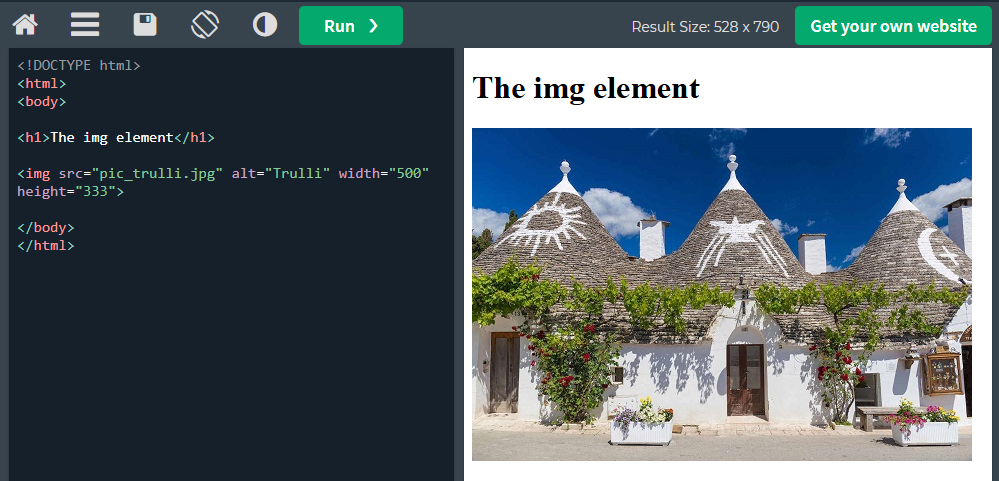 Run ❯
Result Size: 528 x 790
Get your own website
<!DOCTYPE html>
<html>
<body>
<h1>The img element</h1>
<img src="pic_trulli.jpg" alt="Trulli" width="500"
height="333">
</body>
</html>
The img element